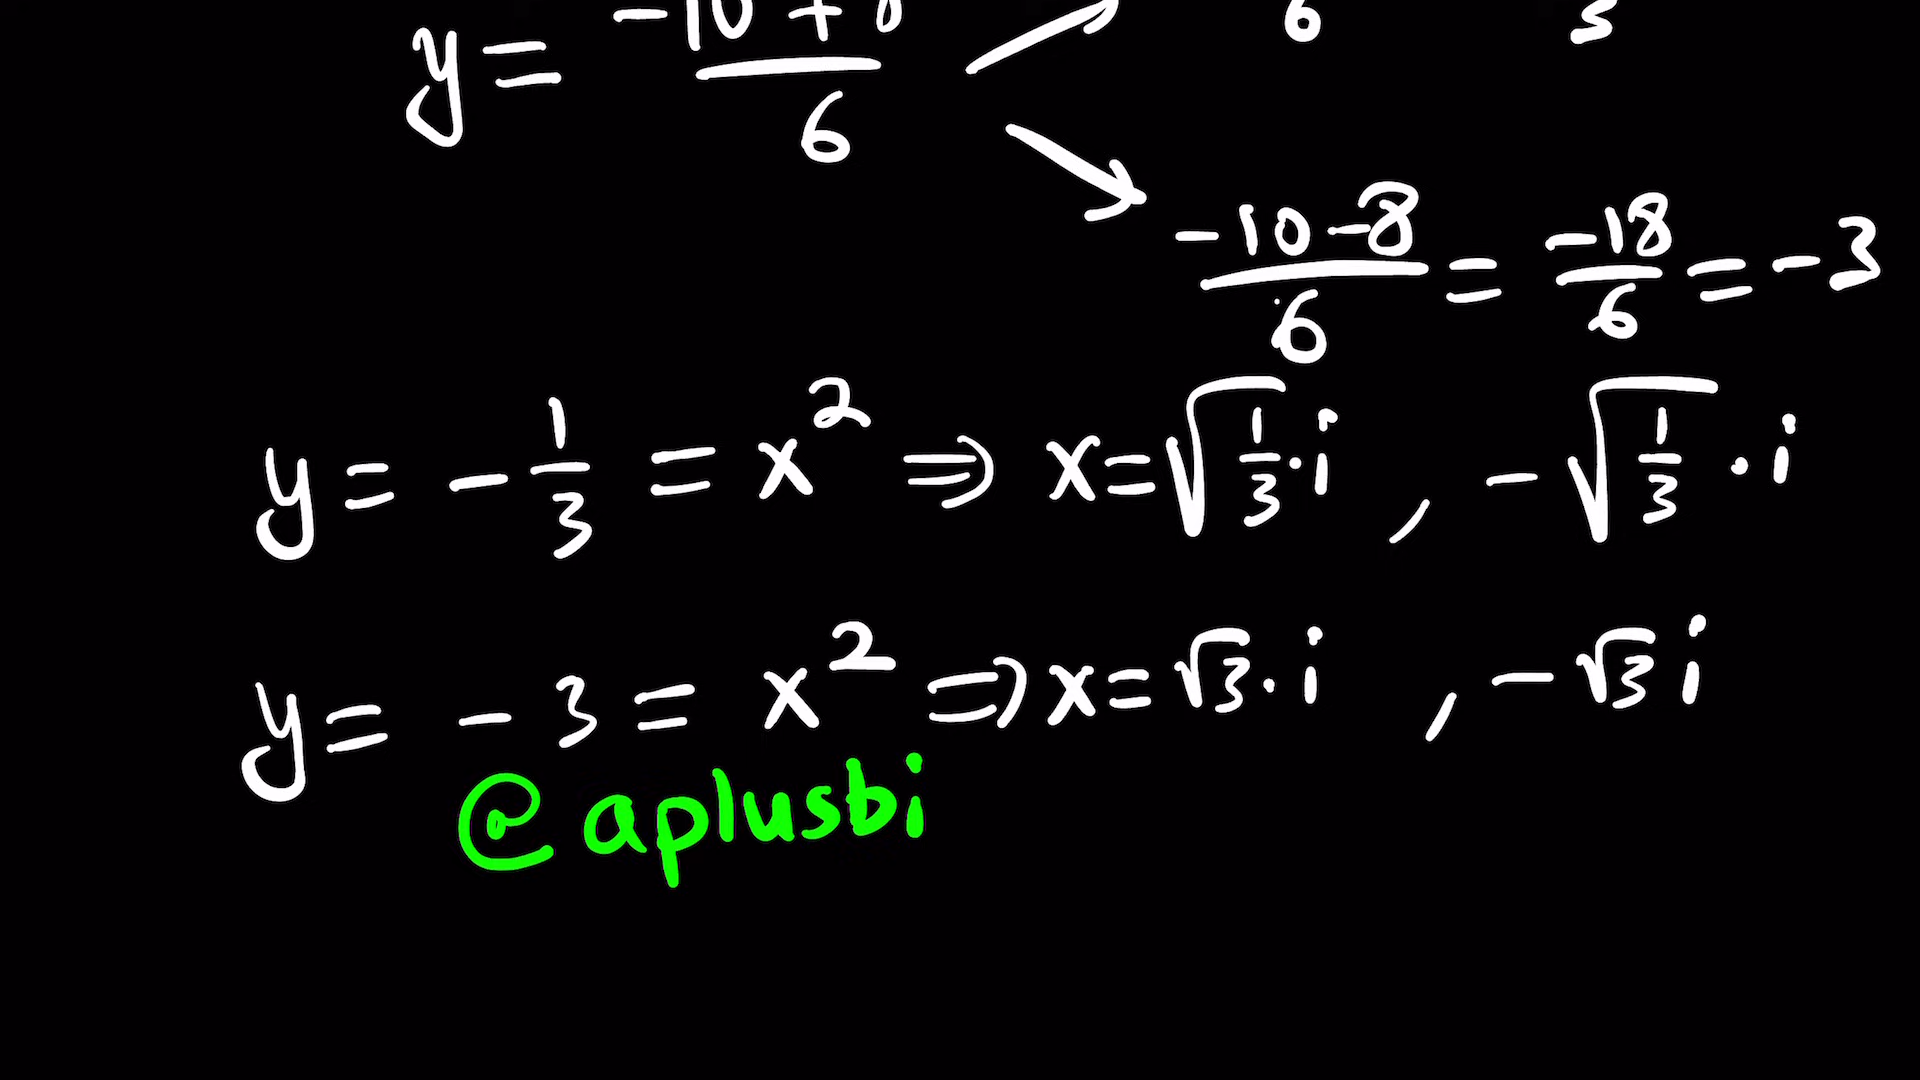 y = (-10 + 8)/6
6 3
(-10-8)/6 = -18/6 = -3
y = -1/3 = x² ⇒ x = √(1/3)·i , -√(1/3)·i
y = -3 = x² ⇒ x = √3·i , -√3 i
@aplusbi